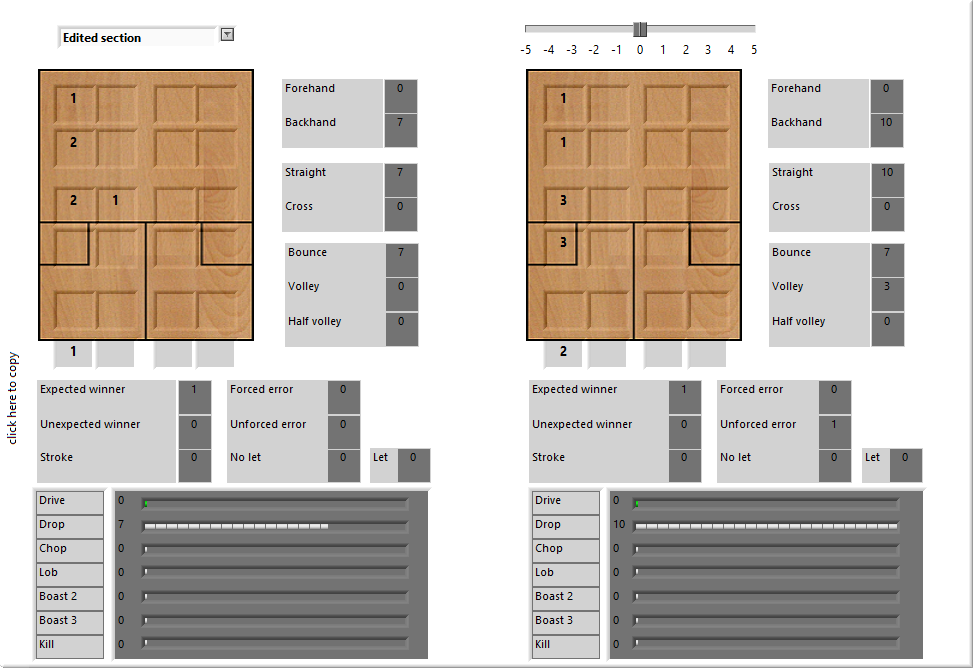 Edited section
-5 -4 -3 -2 -1 0 1 2 3 4 5
1
2
2 1
1
Forehand 0
Backhand 7
Straight 7
Cross 0
Bounce 7
Volley 0
Half volley 0
1
1
3
3
2
Forehand 0
Backhand 10
Straight 10
Cross 0
Bounce 7
Volley 3
Half volley 0
click here to copy
Expected winner 1
Unexpected winner 0
Stroke 0
Forced error 0
Unforced error 0
No let 0
Let 0
Expected winner 1
Unexpected winner 0
Stroke 0
Forced error 0
Unforced error 1
No let 0
Let 0
Drive 0
Drop 7
Chop 0
Lob 0
Boast 2 0
Boast 3 0
Kill 0
Drive 0
Drop 10
Chop 0
Lob 0
Boast 2 0
Boast 3 0
Kill 0